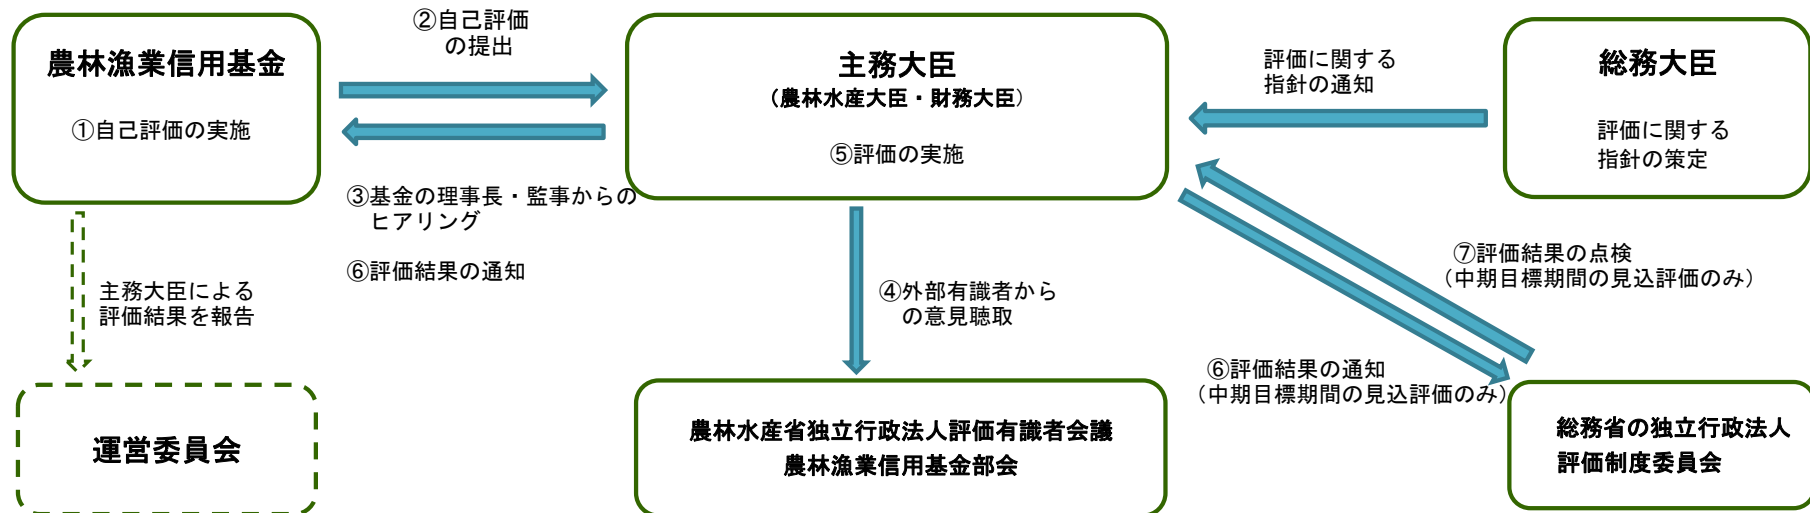 農林漁業信用基金
①自己評価の実施
②自己評価
の提出
主務大臣
（農林水産大臣・財務大臣）
⑤評価の実施
評価に関する
指針の通知
総務大臣
評価に関する
指針の策定
③基金の理事長・監事からの
ヒアリング
⑥評価結果の通知
主務大臣による
評価結果を報告
④外部有識者から
の意見聴取
⑦評価結果の点検
（中期目標期間の見込評価のみ）
⑥評価結果の通知
（中期目標期間の見込評価のみ）
運営委員会
農林水産省独立行政法人評価有識者会議
農林漁業信用基金部会
総務省の独立行政法人
評価制度委員会